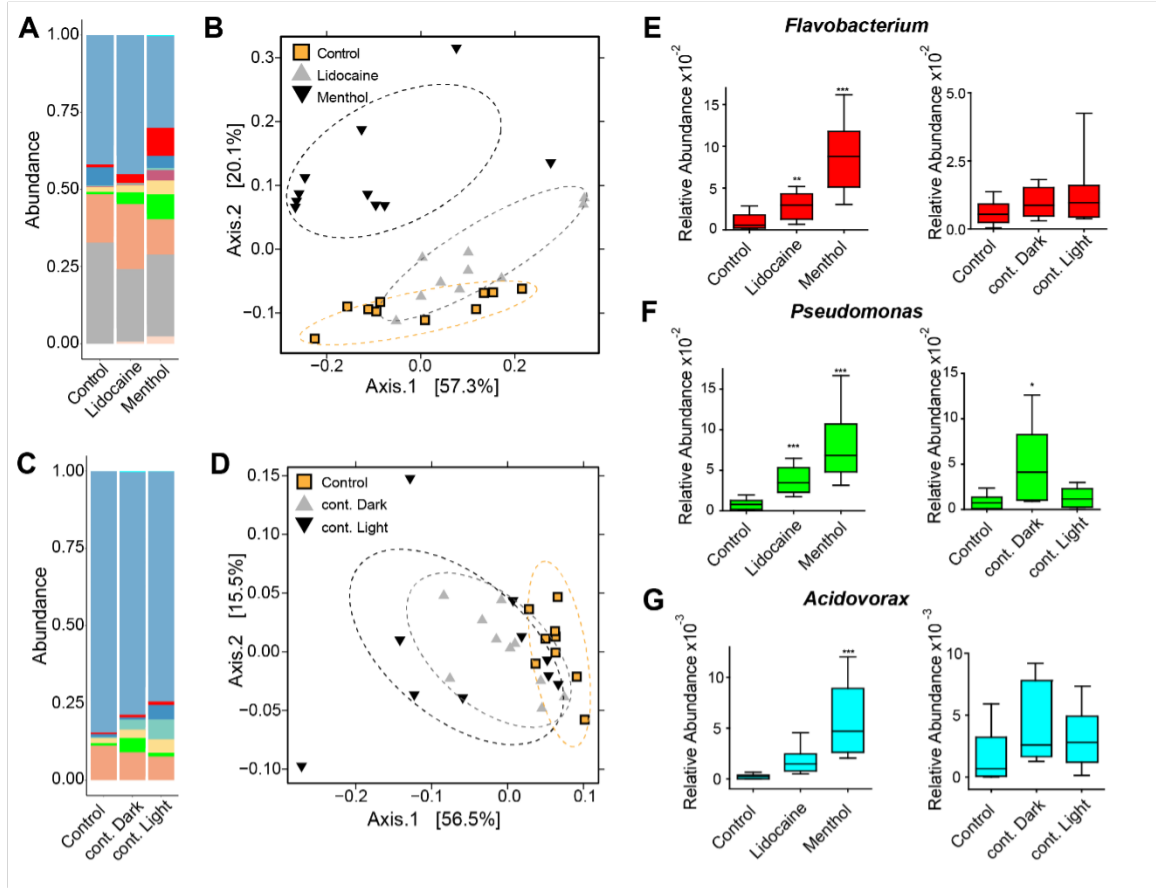 A
1.00
0.75
0.50
0.25
0.00
Abundance
Control
Lidocaine
Menthol
B
Control
Lidocaine
Menthol
0.3
0.2
0.1
0.0
−0.1
Axis.2 [20.1%]
−0.2
0.0
0.2
Axis.1 [57.3%]
C
1.00
0.75
0.50
0.25
0.00
Abundance
Control
cont. Dark
cont. Light
D
Control
cont. Dark
cont. Light
0.15
0.10
0.05
0.00
−0.05
−0.10
Axis.2 [15.5%]
−0.2
−0.1
0.0
0.1
Axis.1 [56.5%]
E
Flavobacterium
Relative Abundance x10-2
15
10
5
0
**
***
Control
Lidocaine
Menthol
Relative Abundance x10-2
5.0
2.5
0.0
Control
cont. Dark
cont. Light
F
Pseudomonas
Relative Abundance x10-2
15
10
5
0
***
***
Control
Lidocaine
Menthol
Relative Abundance x10-2
15
10
5
0
*
Control
cont. Dark
cont. Light
G
Acidovorax
Relative Abundance x10-3
10
5
0
***
Control
Lidocaine
Menthol
Relative Abundance x10-3
10
5
0
Control
cont. Dark
cont. Light